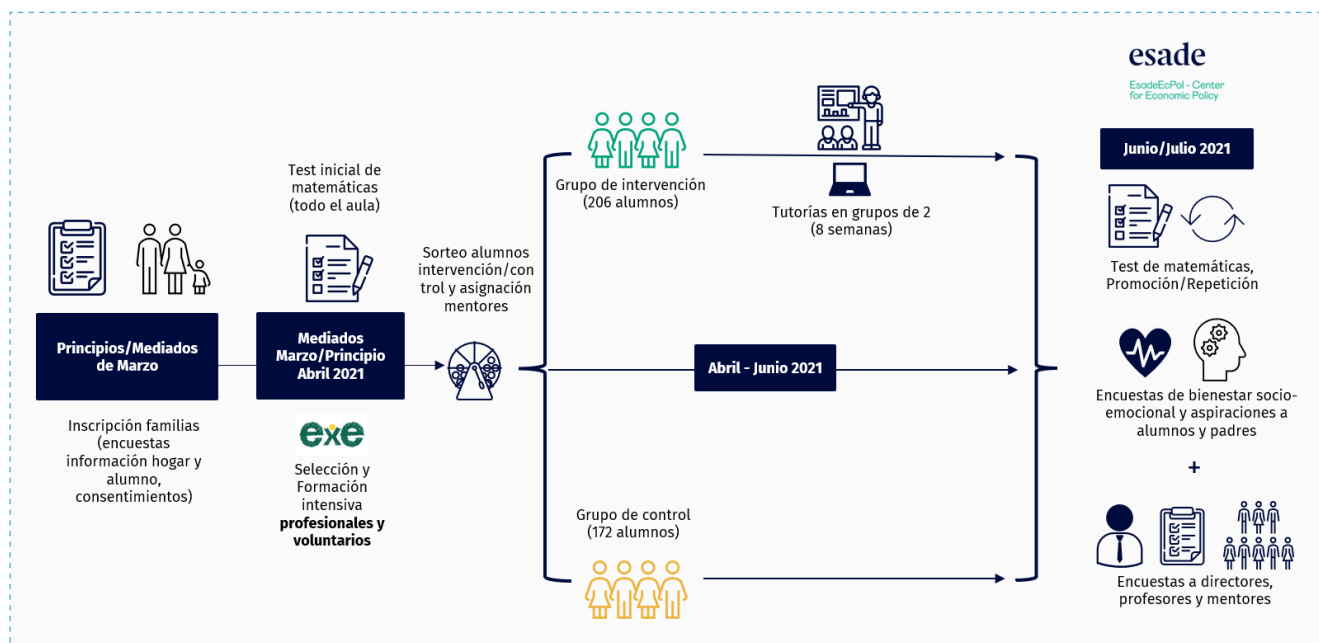 Principios/Mediados
de Marzo
Inscripción familias
(encuestas
información hogar y
alumno,
consentimientos)
Test inicial de
matemáticas
(todo el aula)
Mediados
Marzo/Principio
Abril 2021
exe
Selección y
Formación
intensiva
profesionales y
voluntarios
Sorteo alumnos
intervención/con
trol y asignación
mentores
Grupo de intervención
(206 alumnos)
Tutorías en grupos de 2
(8 semanas)
Abril - Junio 2021
Grupo de control
(172 alumnos)
esade
EsadeEcPol - Center
for Economic Policy
Junio/Julio 2021
Test de matemáticas,
Promoción/Repetición
Encuestas de bienestar socio-
emocional y aspiraciones a
alumnos y padres
+
Encuestas a directores,
profesores y mentores